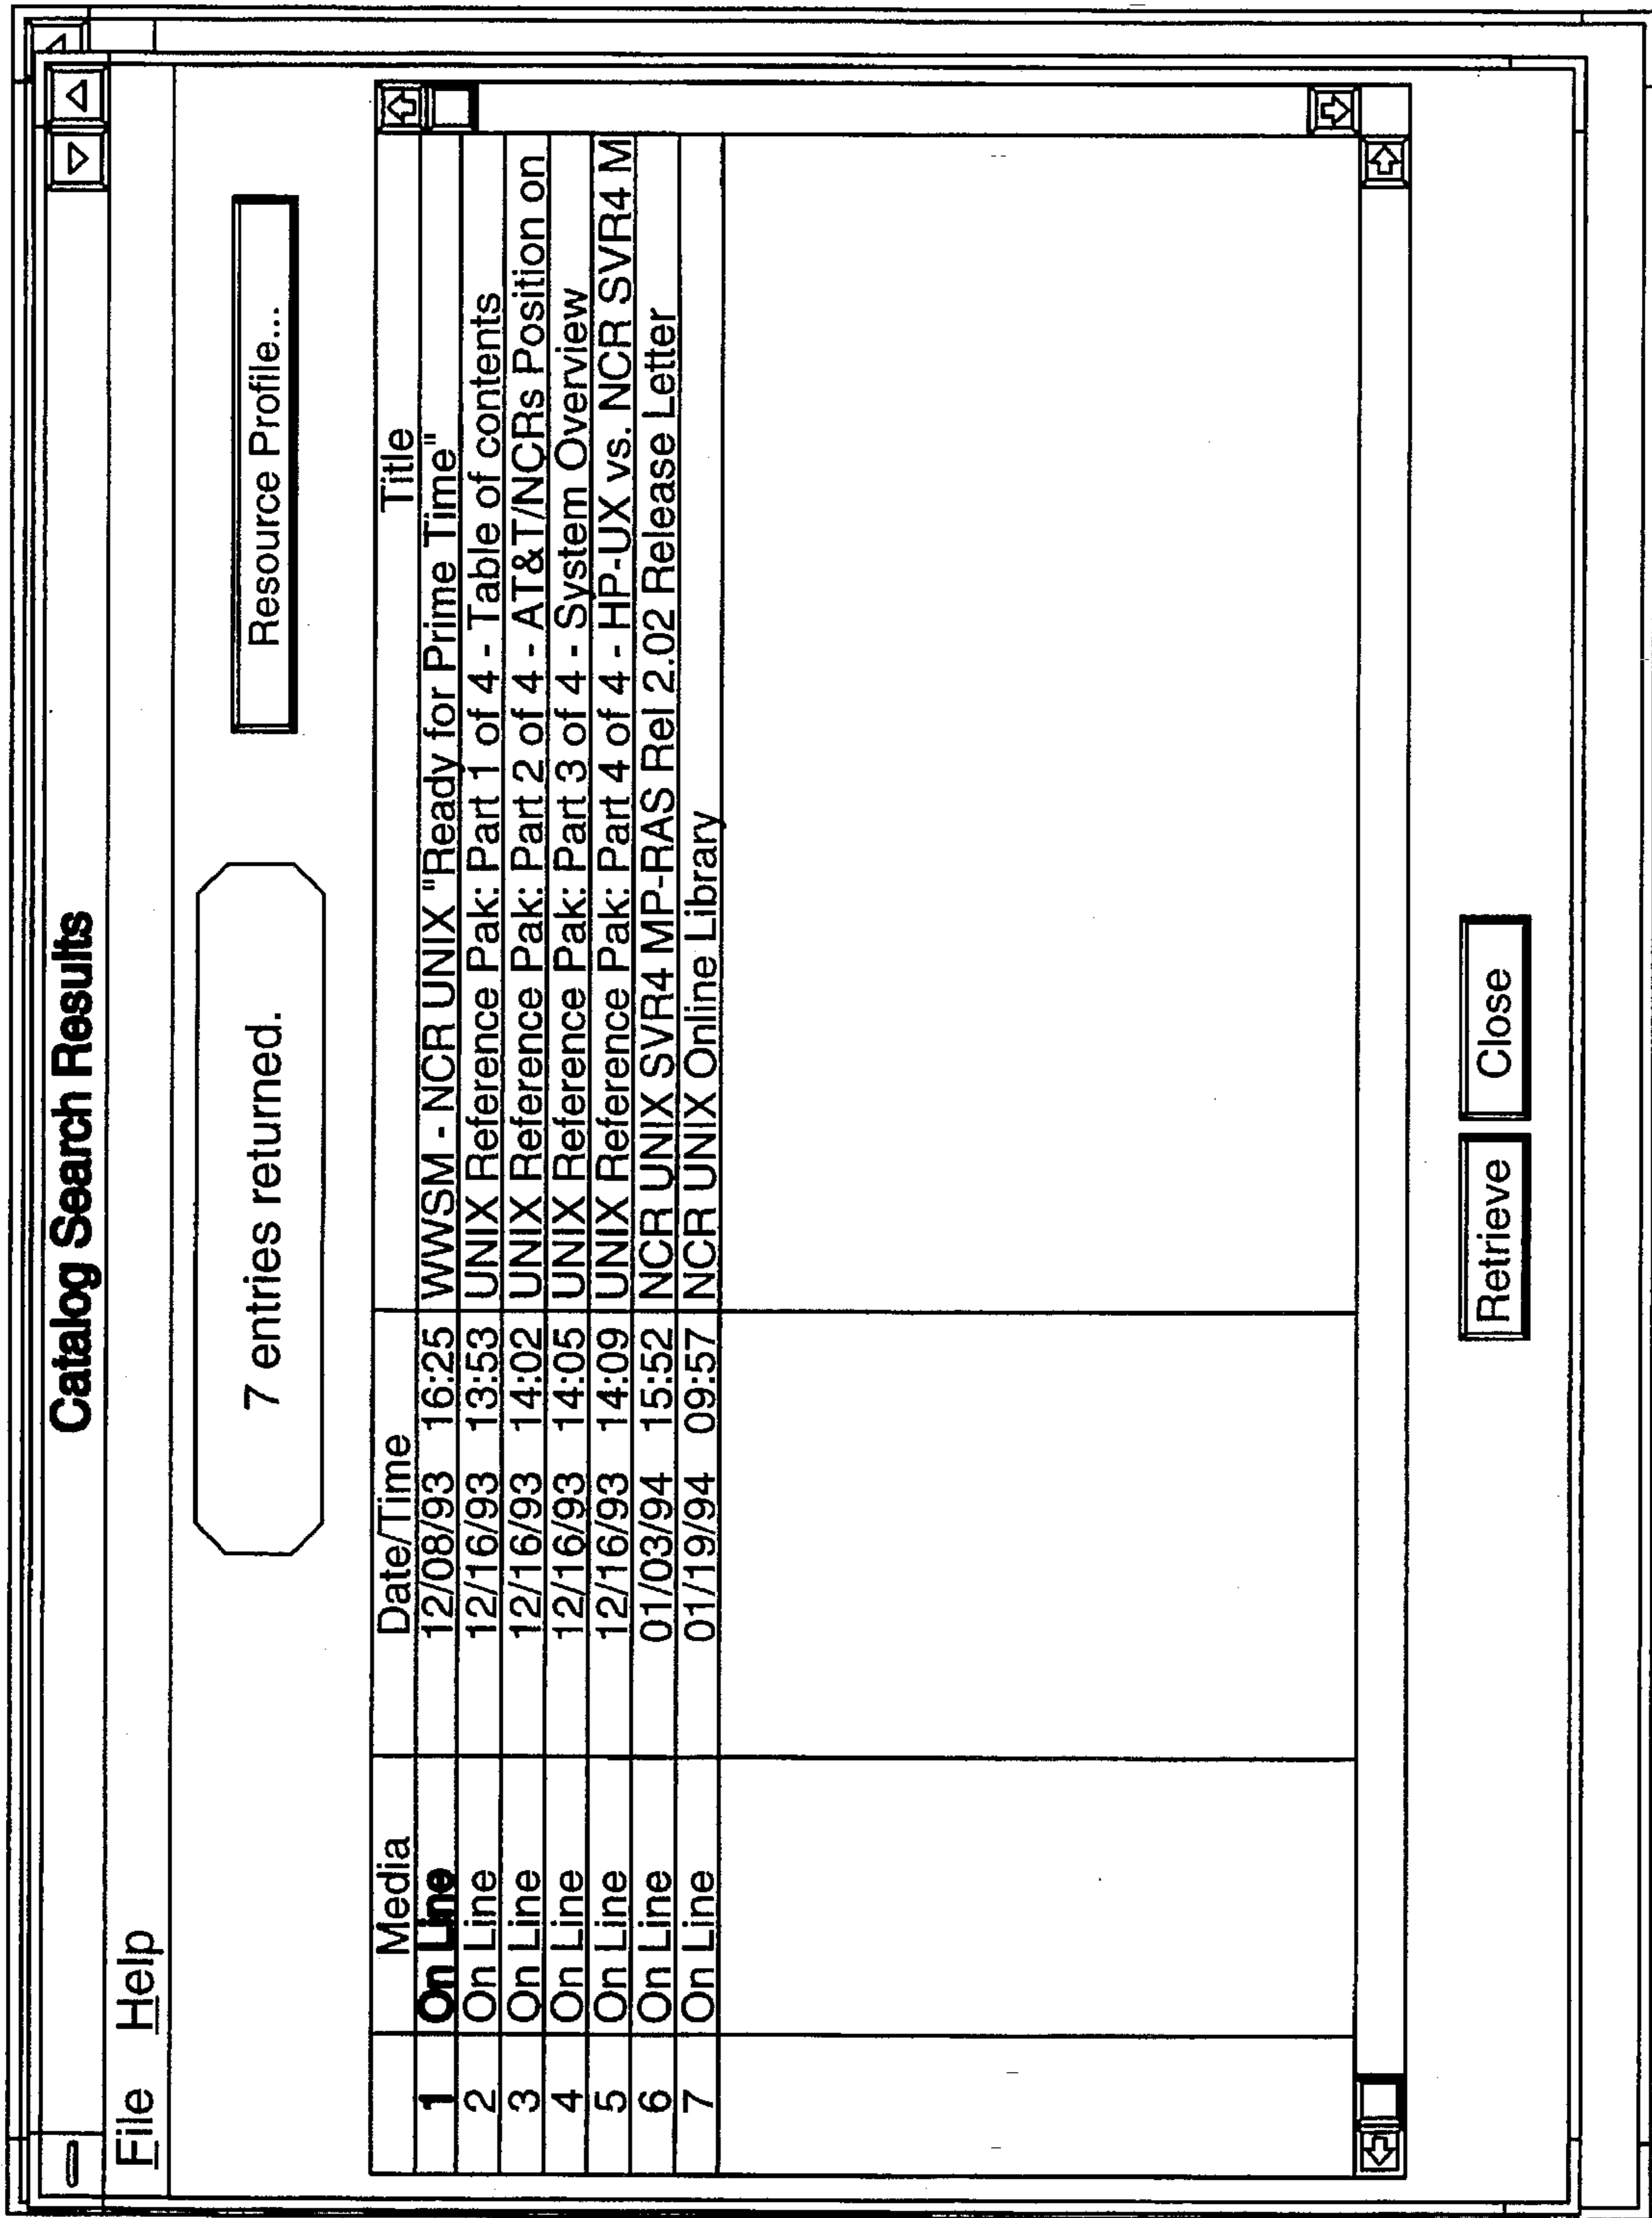 Catalog Search Results
File Help
7 entries returned.
Resource Profile...
Media Date/Time Title
1 On Line 12/08/93 16:25 WWSM - NCR UNIX "Ready for Prime Time"
2 On Line 12/16/93 13:53 UNIX Reference Pak: Part 1 of 4 - Table of contents
3 On Line 12/16/93 14:02 UNIX Reference Pak: Part 2 of 4 - AT&T/NCRs Position on
4 On Line 12/16/93 14:05 UNIX Reference Pak: Part 3 of 4 - System Overview
5 On Line 12/16/93 14:09 UNIX Reference Pak: Part 4 of 4 - HP-UX vs. NCR SVR4 M
6 On Line 01/03/94 15:52 NCR UNIX SVR4 MP-RAS Rel 2.02 Release Letter
7 On Line 01/19/94 09:57 NCR UNIX Online Library
Retrieve Close